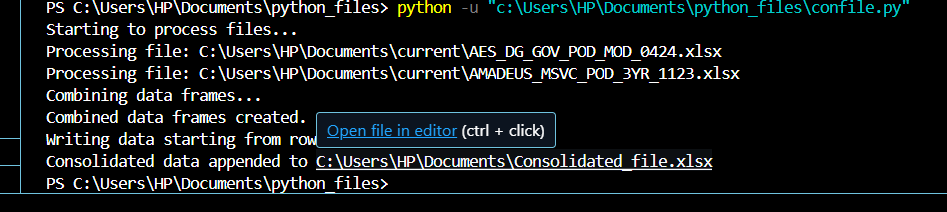 PS C:\Users\HP\Documents\python_files> python -u "c:\Users\HP\Documents\python_files\confile.py"
Starting to process files...
Processing file: C:\Users\HP\Documents\current\AES_DG_GOV_POD_MOD_0424.xlsx
Processing file: C:\Users\HP\Documents\current\AMADEUS_MSVC_POD_3YR_1123.xlsx
Combining data frames...
Combined data frames created.
Open file in editor (ctrl + click)
Writing data starting from row
Consolidated data appended to C:\Users\HP\Documents\Consolidated_file.xlsx
PS C:\Users\HP\Documents\python_files>